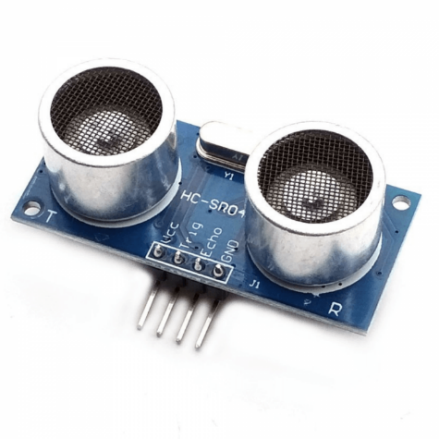 Y1
HC-SR04
T
Vcc
Trig
Echo
GND
J1
R